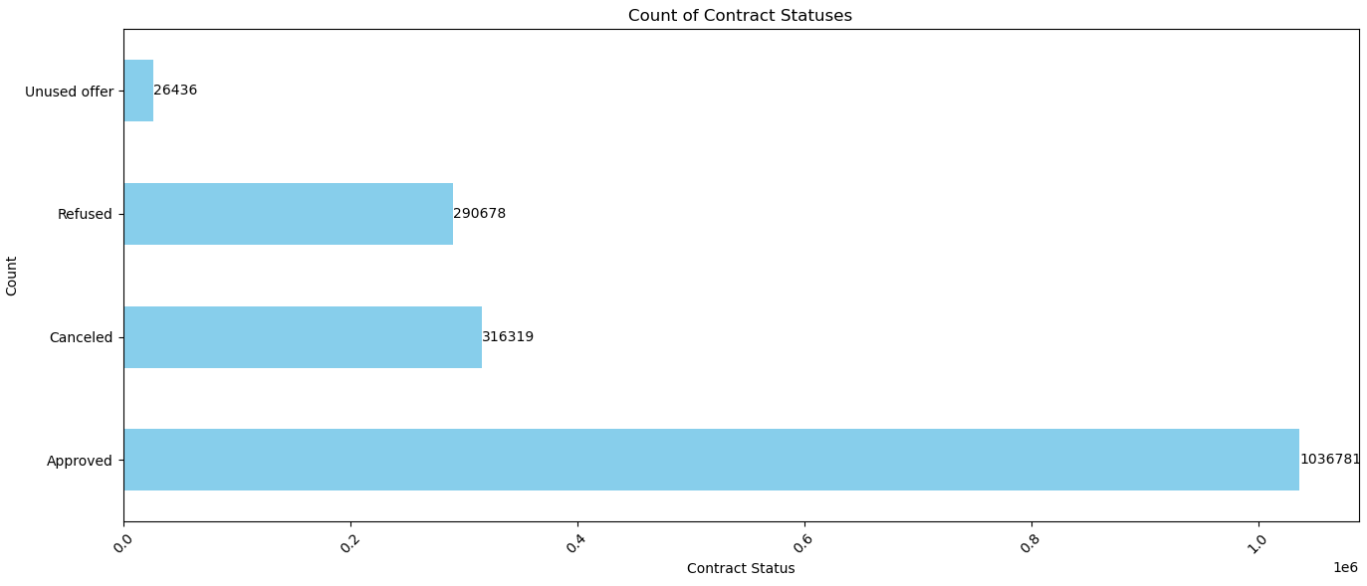 Count of Contract Statuses
Unused offer
26436
Refused
290678
Count
Canceled
316319
Approved
1036781
0.0
0.2
0.4
0.6
0.8
1.0
Contract Status
1e6